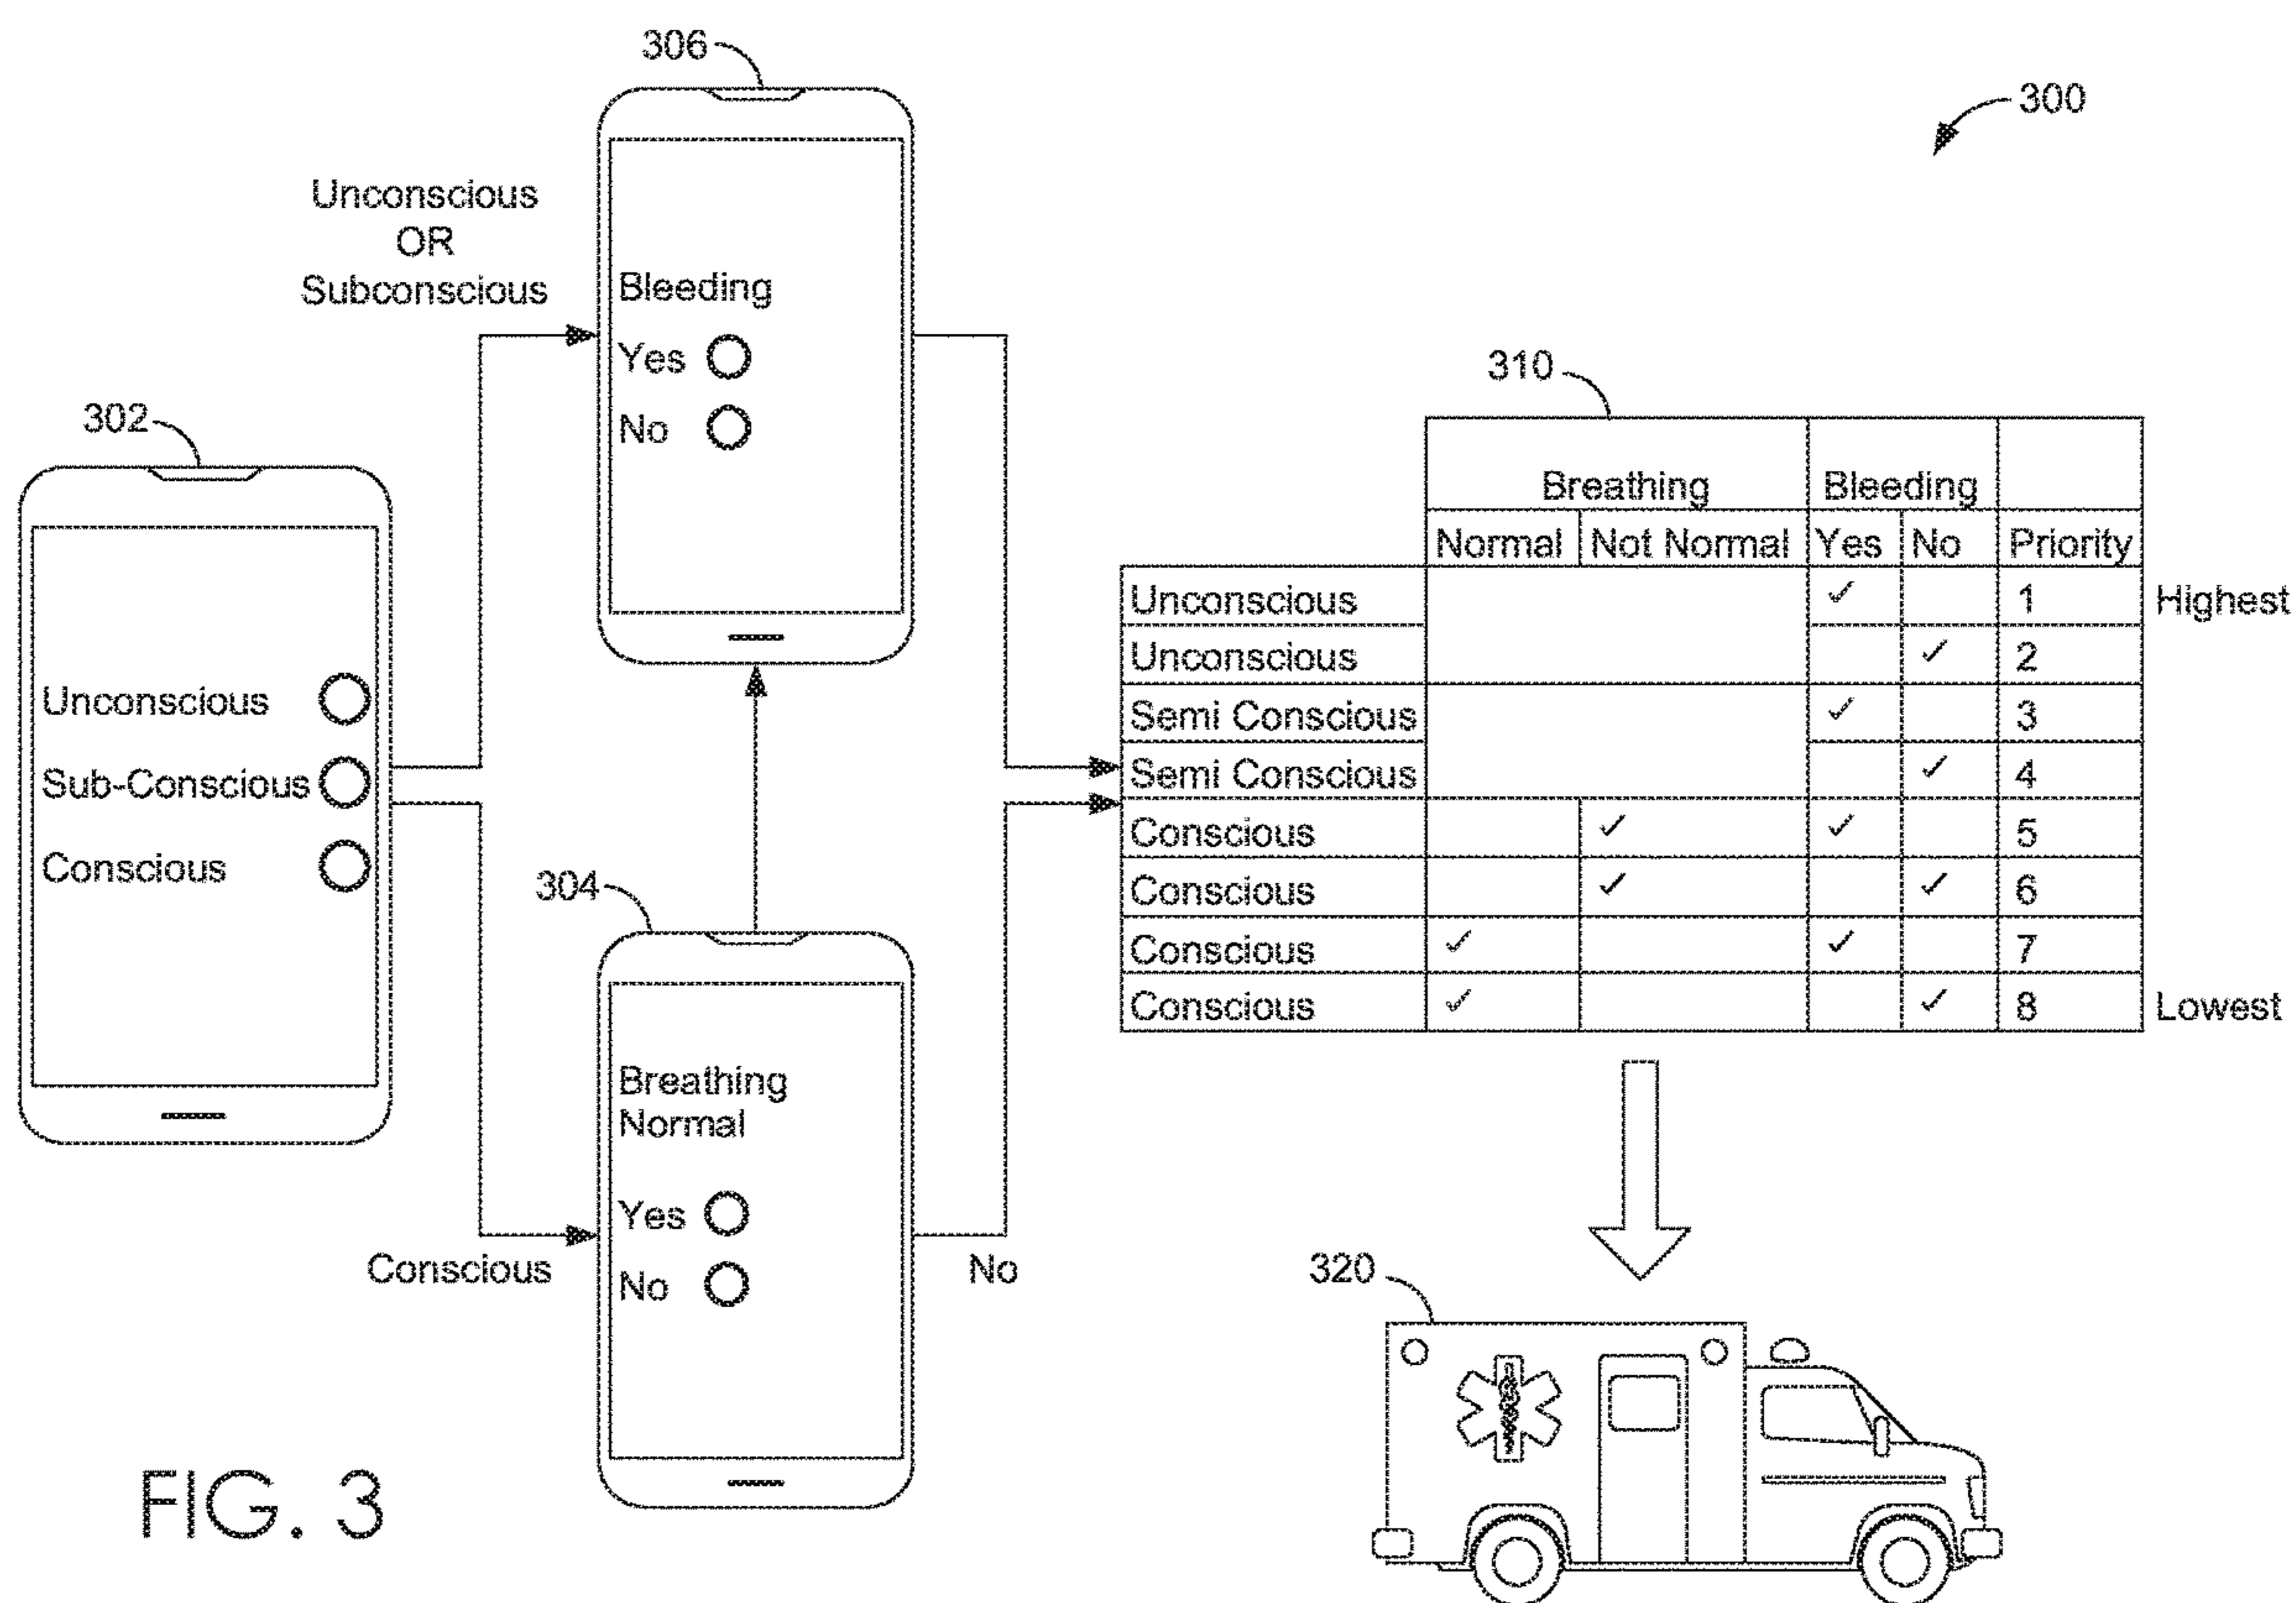 306
300
Unconscious
OR
Subconscious
Bleeding
Yes
No
302
Unconscious
Sub-Conscious
Conscious
304
Breathing
Normal
Yes
No
Conscious
No
310
Breathing Bleeding
Normal Not Normal Yes No Priority
Unconscious ✓ 1 Highest
Unconscious ✓ 2
Semi Conscious ✓ 3
Semi Conscious ✓ 4
Conscious ✓ ✓ 5
Conscious ✓ ✓ 6
Conscious ✓ ✓ 7
Conscious ✓ ✓ 8 Lowest
320
FIG. 3